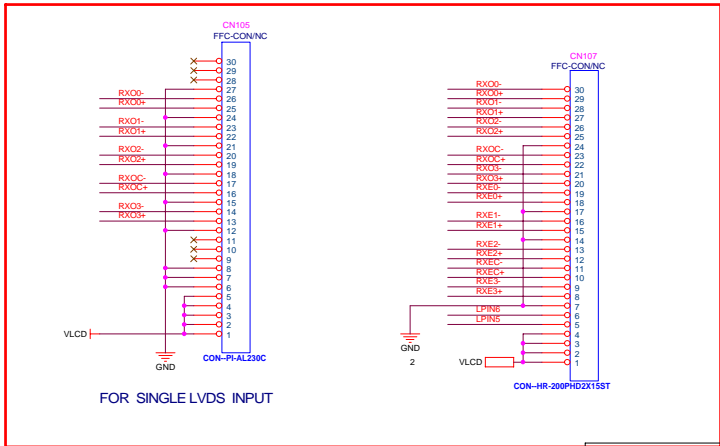 CN105
FFC-CON/NC
30
29
28
27
RXO0- 26
RXO0+ 25
24
RXO1- 23
RXO1+ 22
21
RXO2- 20
RXO2+ 19
18
RXOC- 17
RXOC+ 16
15
RXO3- 14
RXO3+ 13
12
11
10
9
8
7
6
5
4
3
2
VLCD 1
GND
CON--PI-AL230C
FOR SINGLE LVDS INPUT
CN107
FFC-CON/NC
RXO0- 30
RXO0+ 29
RXO1- 28
RXO1+ 27
RXO2- 26
RXO2+ 25
24
RXOC- 23
RXOC+ 22
RXO3- 21
RXO3+ 20
RXE0- 19
RXE0+ 18
17
RXE1- 16
RXE1+ 15
14
RXE2- 13
RXE2+ 12
RXEC- 11
RXEC+ 10
RXE3- 9
RXE3+ 8
7
LPIN6 6
LPIN5 5
4
3
2
VLCD 1
GND
2
CON--HR-200PHD2X15ST